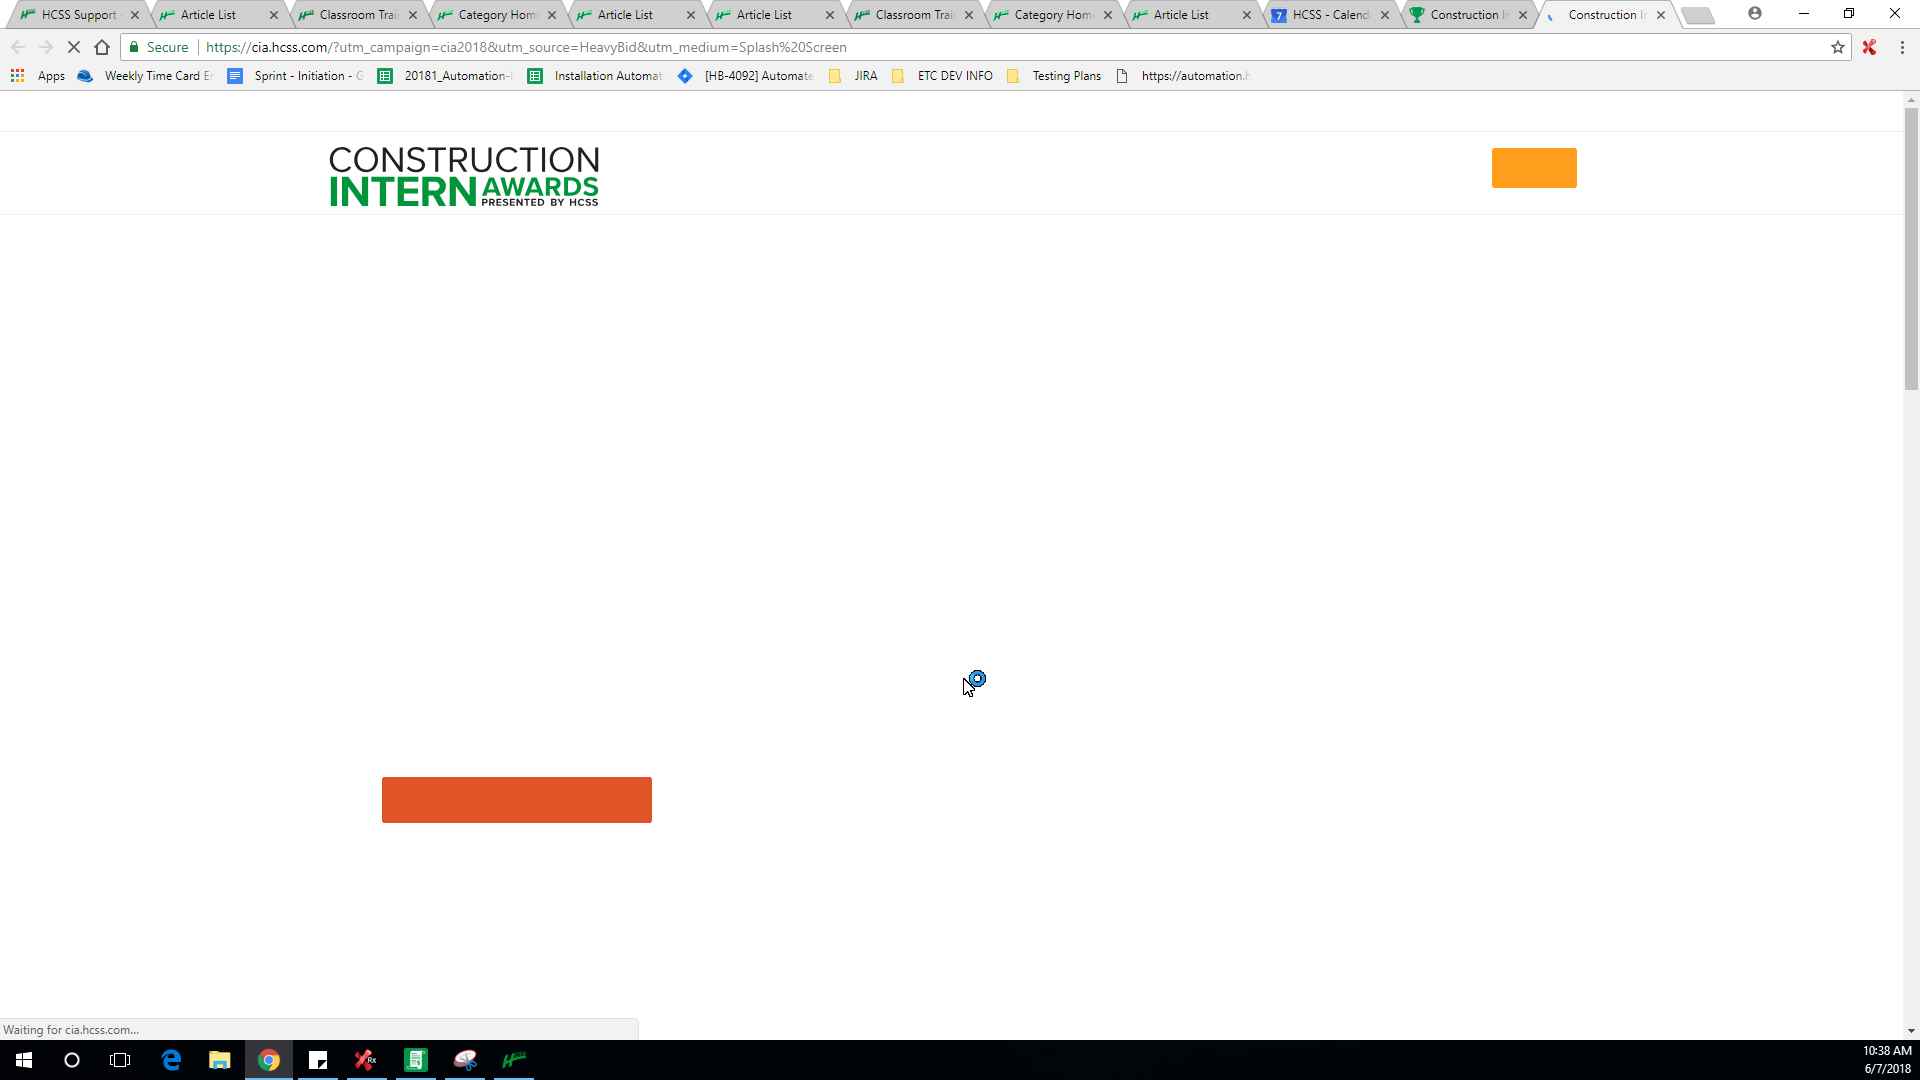 HCSS Support
Article List
Classroom Trai
Category Hom
Article List
Article List
Classroom Trai
Category Hom
Article List
7
HCSS - Calend
Construction I
Construction I
Secure
https://cia.hcss.com/?utm_campaign=cia2018&utm_source=HeavyBid&utm_medium=Splash%20Screen
Apps
Weekly Time Card E
Sprint - Initiation - G
20181_Automation-
Installation Automat
[HB-4092] Automate
JIRA
ETC DEV INFO
Testing Plans
https://automation.h
CONSTRUCTION
INTERN AWARDS
PRESENTED BY HCSS
Waiting for cia.hcss.com...
10:38 AM
6/7/2018